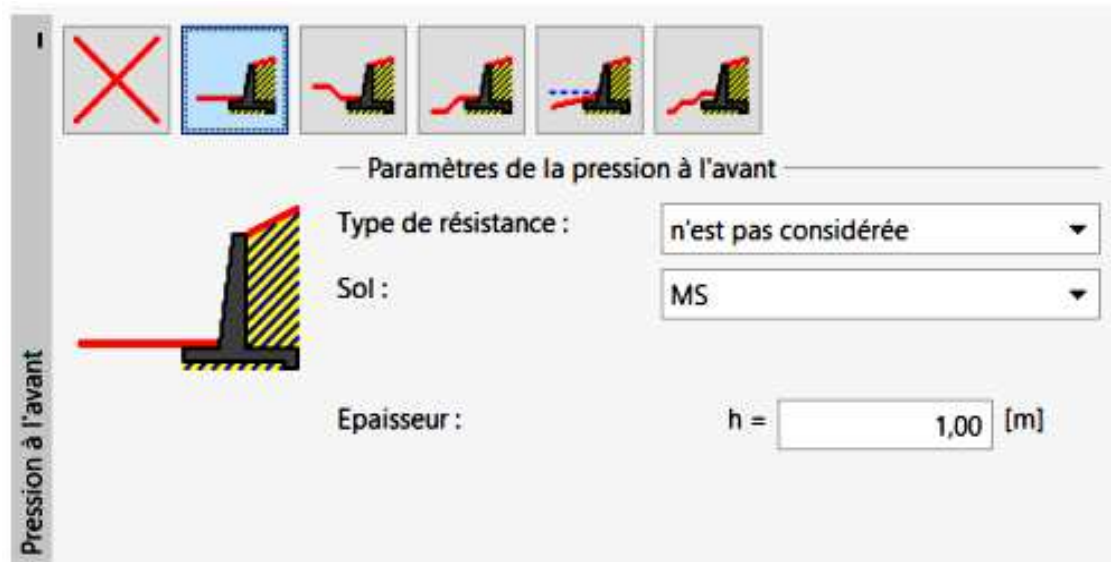 Paramètres de la pression à l'avant
Type de résistance : n'est pas considérée
Sol : MS
Epaisseur : h = 1,00 [m]
Pression à l'avant